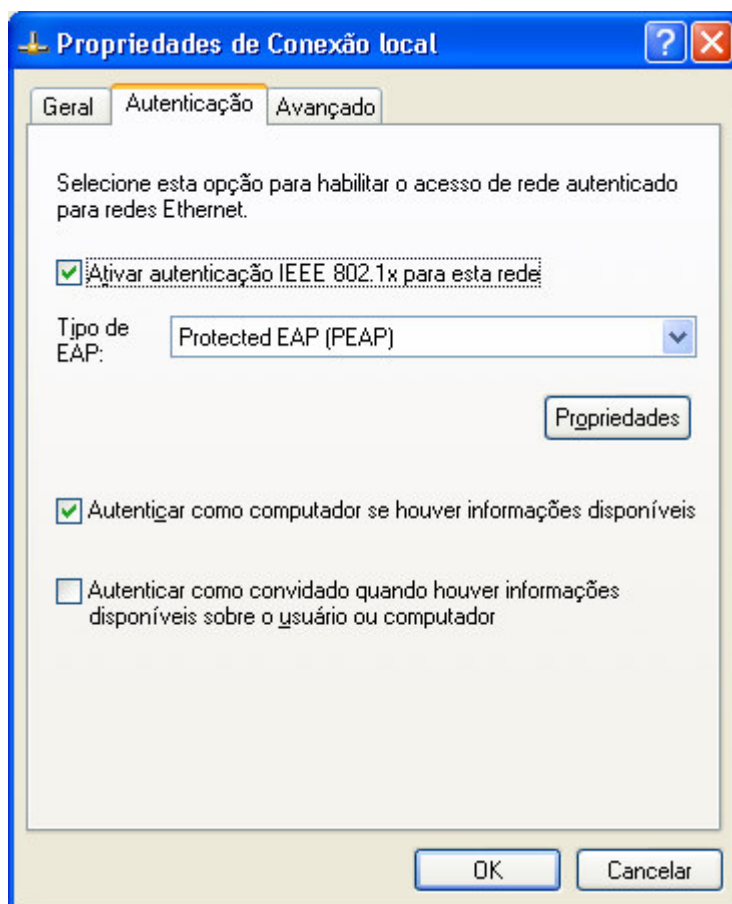 Propriedades de Conexão local
Geral
Autenticação
Avançado
Selecione esta opção para habilitar o acesso de rede autenticado
para redes Ethernet.
Ativar autenticação IEEE 802.1x para esta rede
Tipo de
EAP:
Protected EAP (PEAP)
Propriedades
Autenticar como computador se houver informações disponíveis
Autenticar como convidado quando houver informações
disponíveis sobre o usuário ou computador
OK
Cancelar